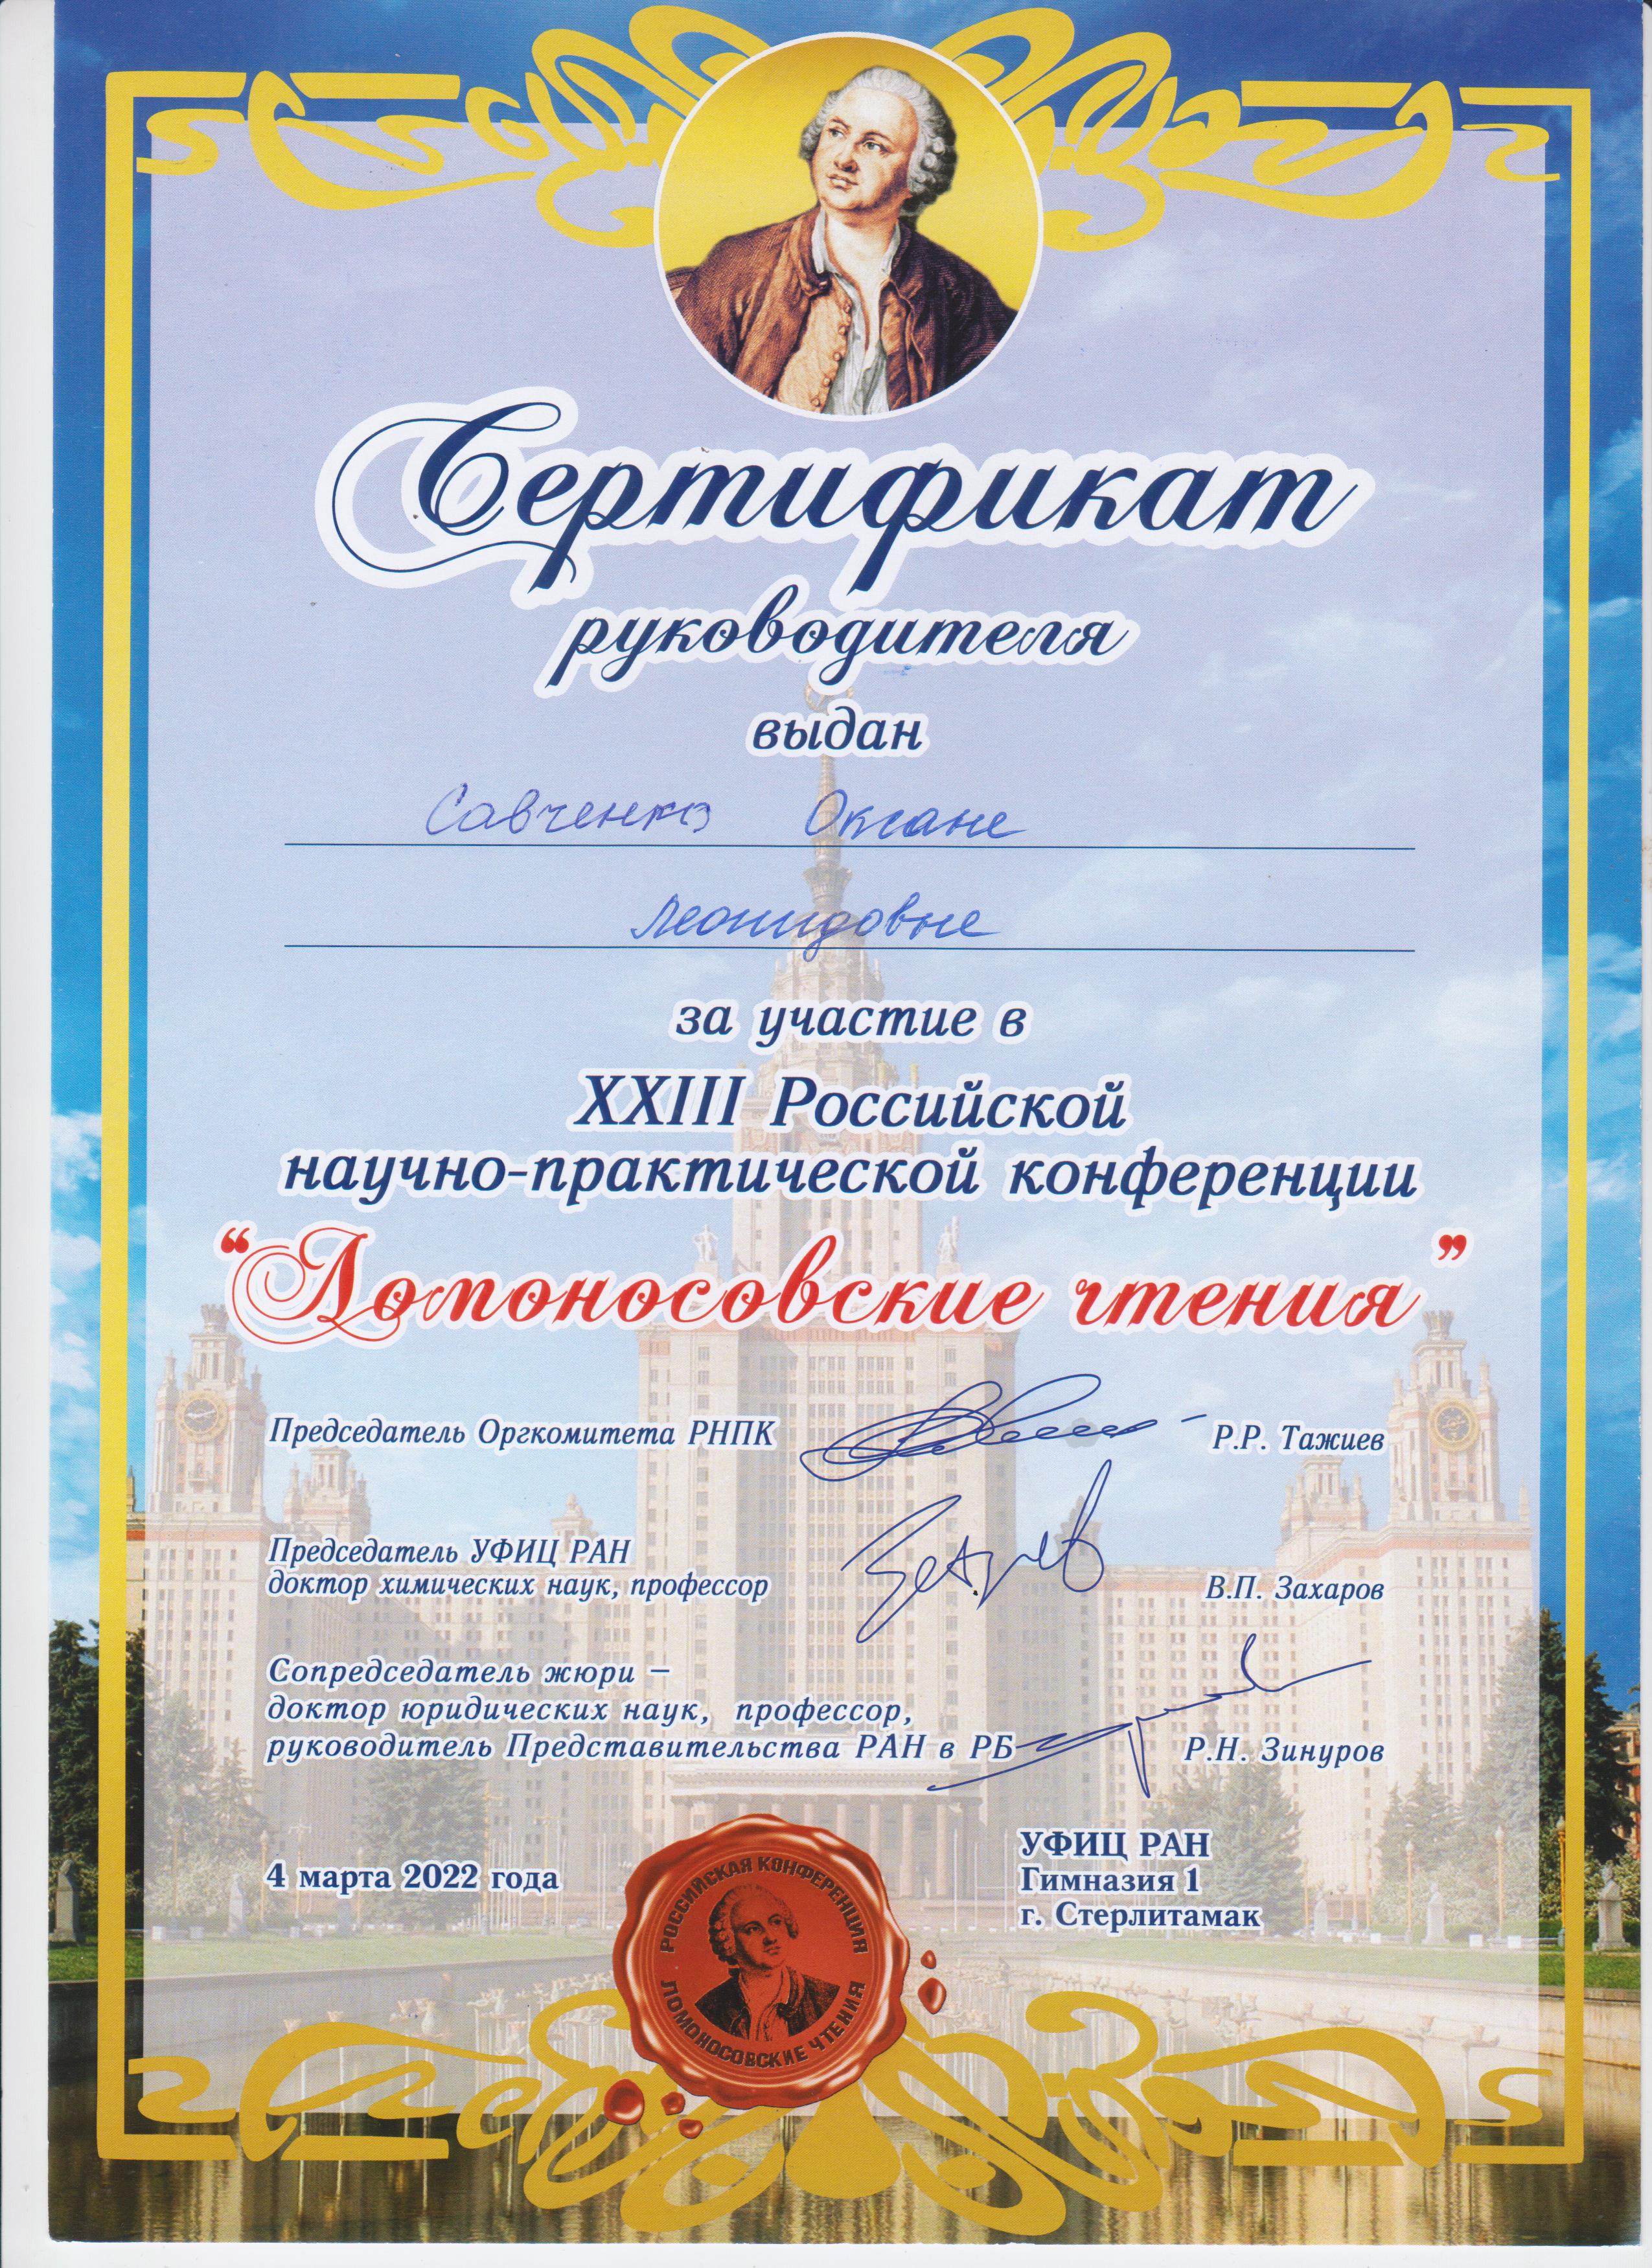 Сертификат
руководителя
выдан
Савченко Оксане
Леонидовне
за участие в
XXIII Российской
научно-практической конференции
“Ломоносовские чтения”
Председатель Оргкомитета РНПК Р.Р. Тажиев
Председатель УФИЦ РАН
доктор химических наук, профессор В.П. Захаров
Сопредседатель жюри –
доктор юридических наук, профессор,
руководитель Представительства РАН в РБ Р.Н. Зинуров
4 марта 2022 года
УФИЦ РАН
Гимназия 1
г. Стерлитамак
РОССИЙСКАЯ КОНФЕРЕНЦИЯ
ЛОМОНОСОВСКИЕ ЧТЕНИЯ